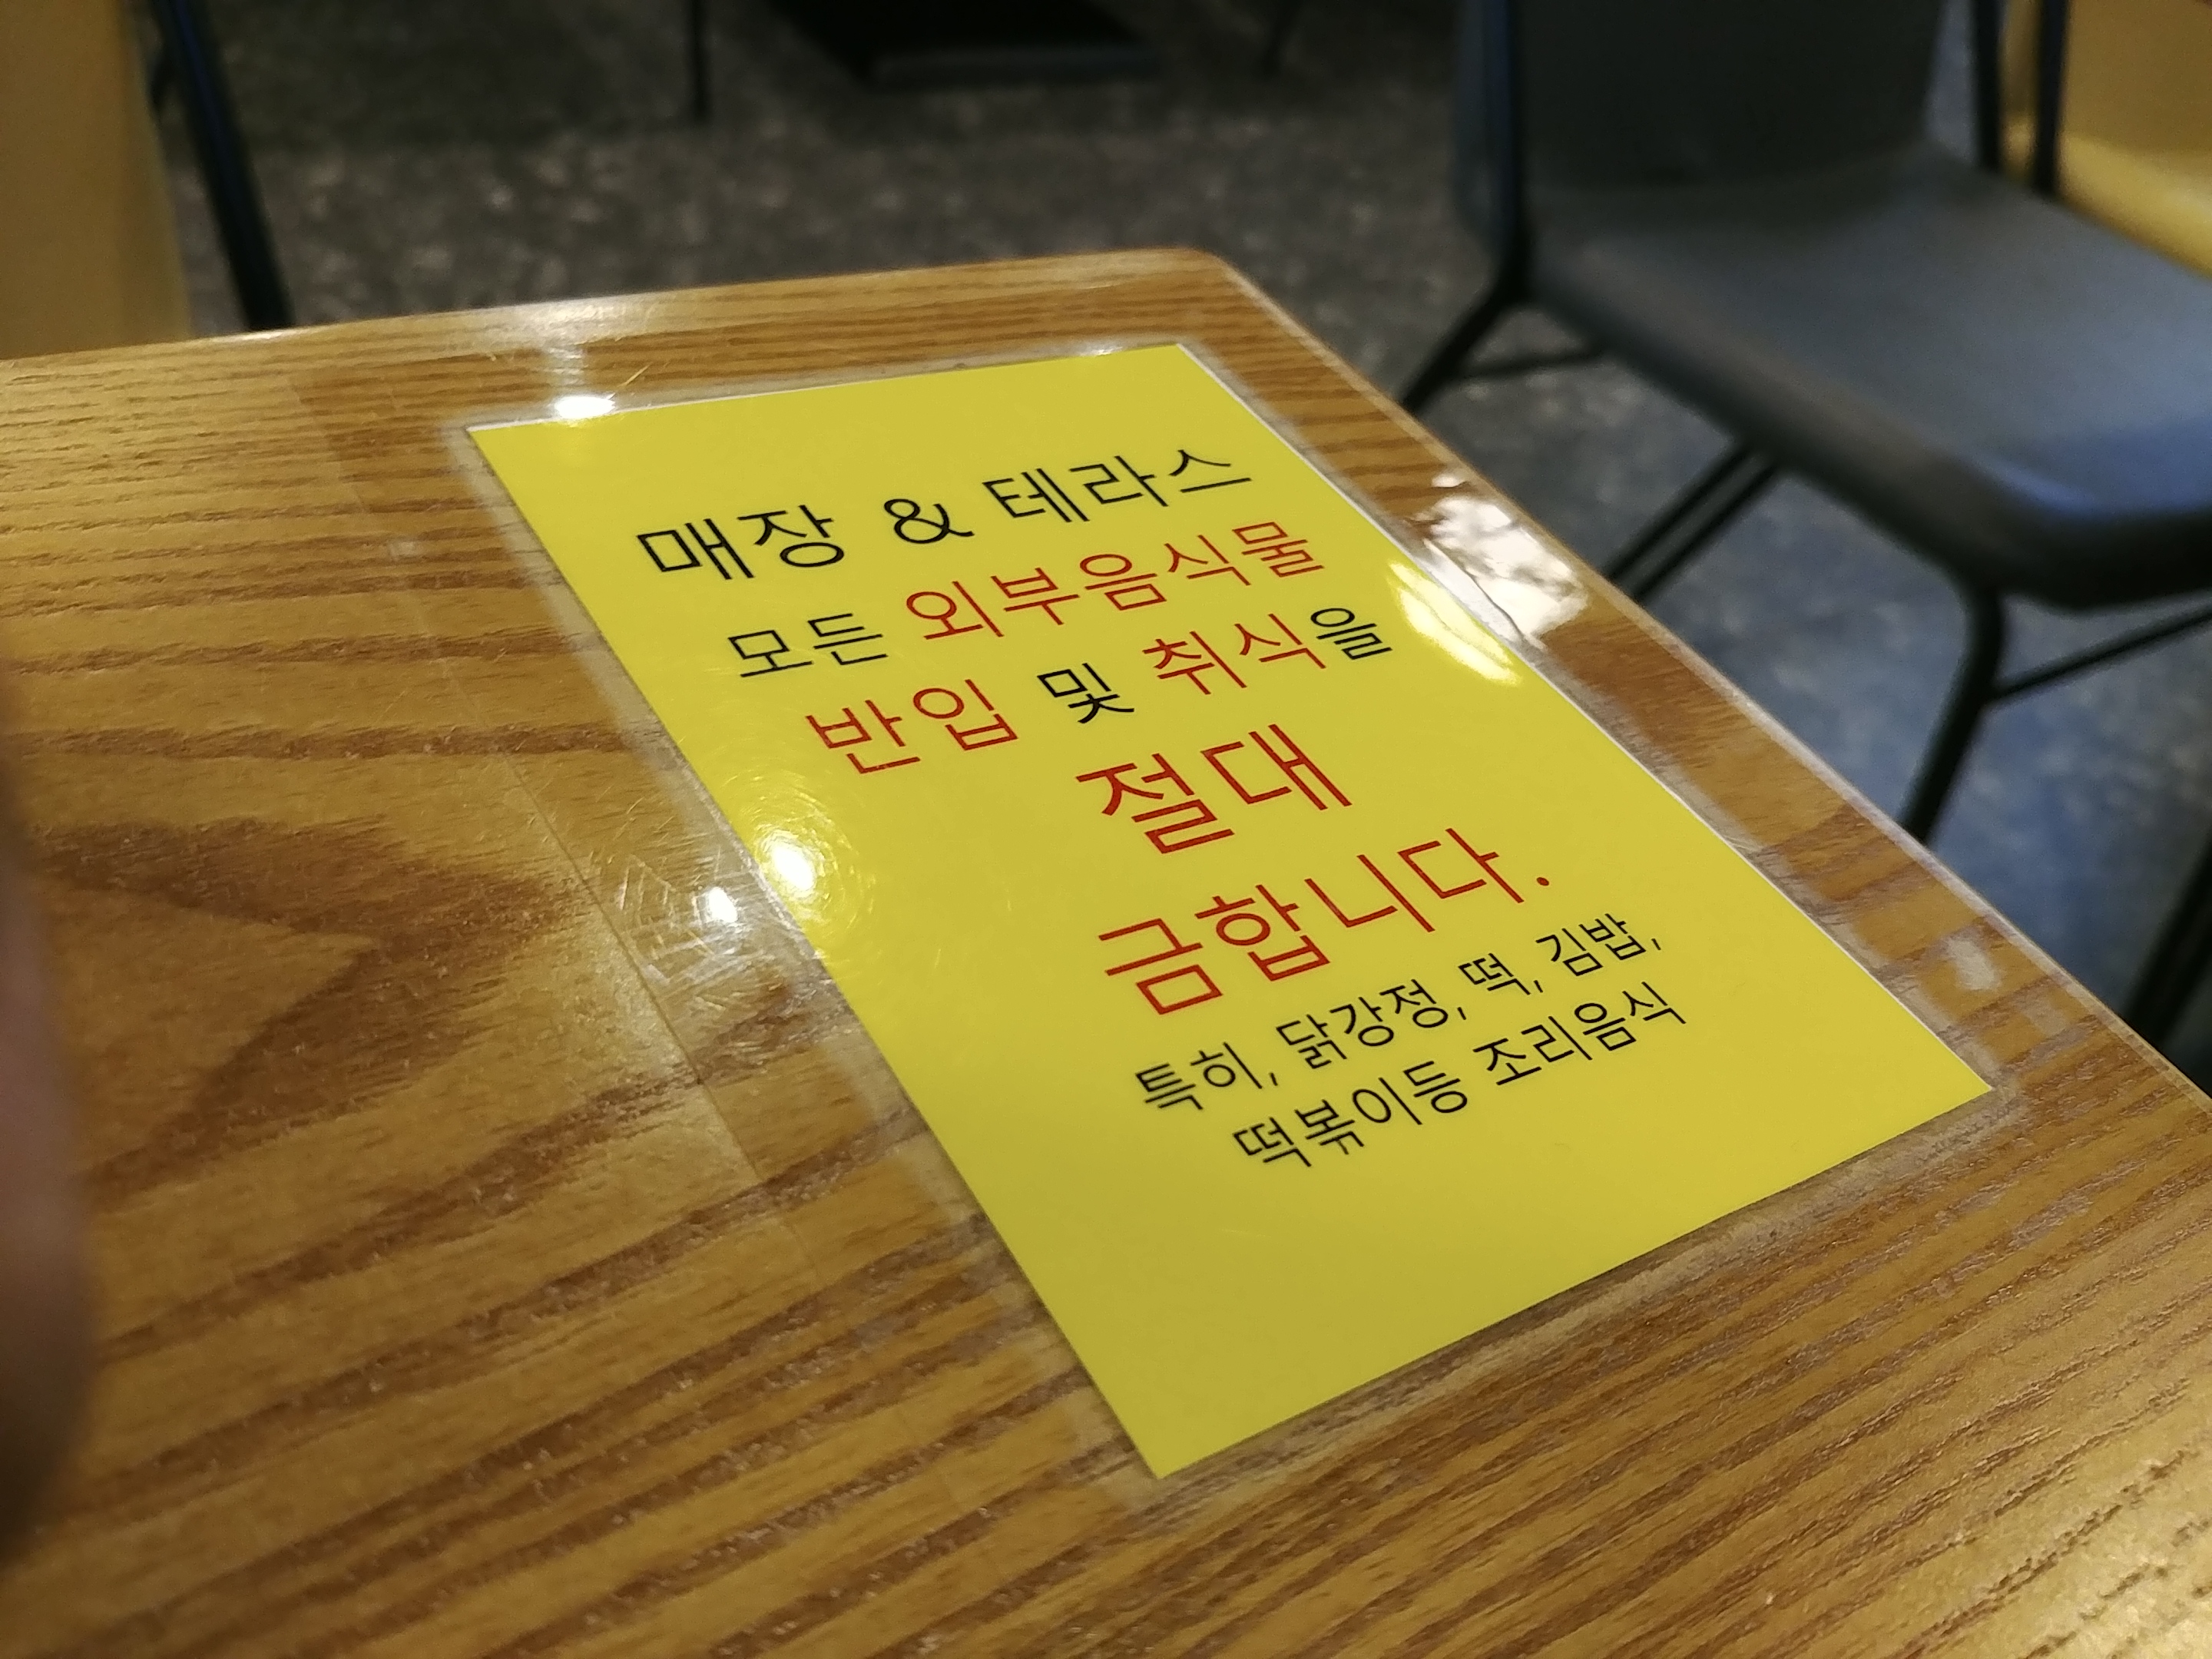 매장 & 테라스
모든 외부음식물
반입 및 취식을
절대
금합니다.
특히, 닭강정, 떡, 김밥,
떡볶이등 조리음식